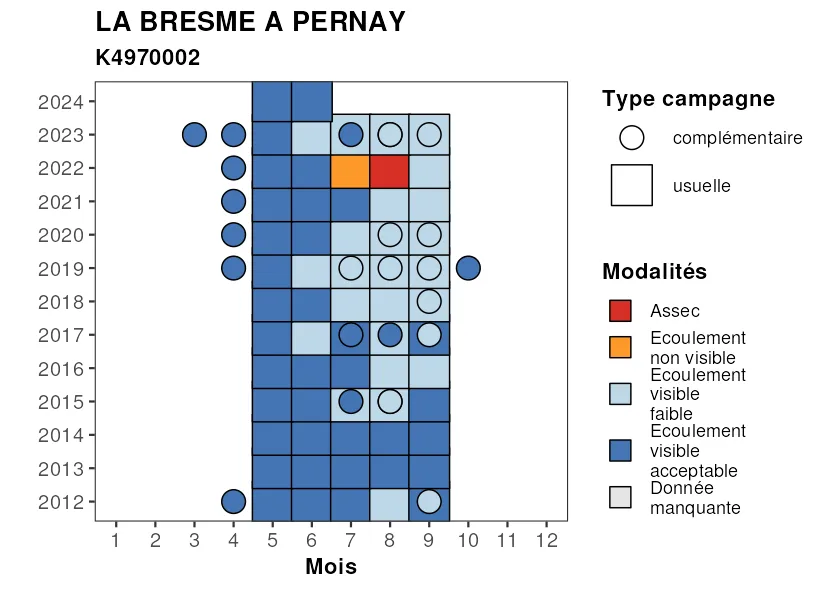 LA BRESME A PERNAY
K4970002
2024
2023
2022
2021
2020
2019
2018
2017
2016
2015
2014
2013
2012
1 2 3 4 5 6 7 8 9 10 11 12
Mois
Type campagne
complémentaire
usuelle
Modalités
Assec
Ecoulement
non visible
Ecoulement
visible
faible
Ecoulement
visible
acceptable
Donnée
manquante